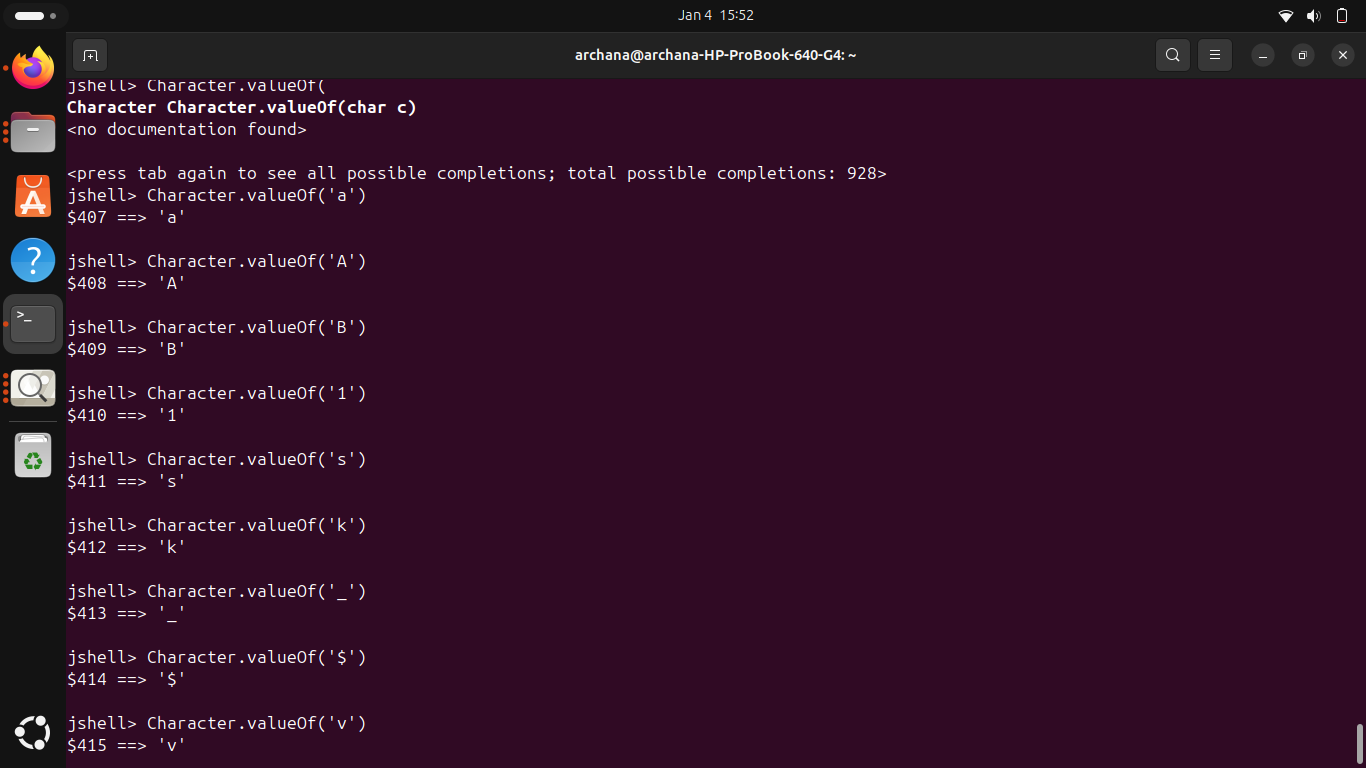 Jan 4 15:52
archana@archana-HP-ProBook-640-G4: ~
jshell> Character.valueOf(
Character Character.valueOf(char c)
<no documentation found>
<press tab again to see all possible completions; total possible completions: 928>
jshell> Character.valueOf('a')
$407 ==> 'a'
jshell> Character.valueOf('A')
$408 ==> 'A'
jshell> Character.valueOf('B')
$409 ==> 'B'
jshell> Character.valueOf('1')
$410 ==> '1'
jshell> Character.valueOf('s')
$411 ==> 's'
jshell> Character.valueOf('k')
$412 ==> 'k'
jshell> Character.valueOf('_')
$413 ==> '_'
jshell> Character.valueOf('$')
$414 ==> '$'
jshell> Character.valueOf('v')
$415 ==> 'v'